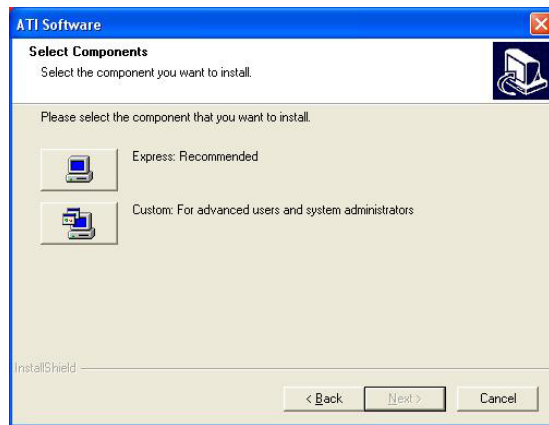 ATI Software
Select Components
Select the component you want to install.
Please select the component that you want to install.
Express: Recommended
Custom: For advanced users and system administrators
InstallShield
< Back Next > Cancel